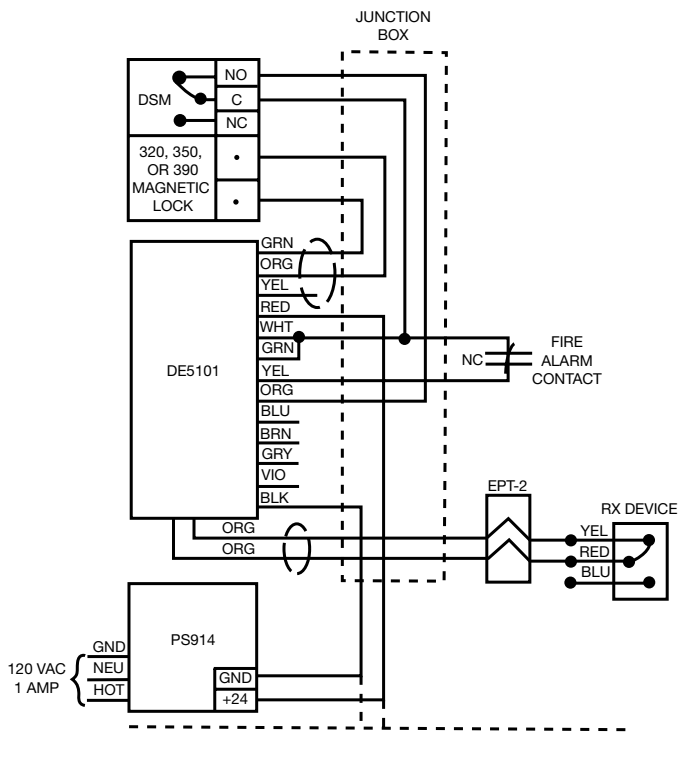 JUNCTION
BOX
DSM
NO
C
NC
320, 350,
OR 390
MAGNETIC
LOCK
GRN
ORG
YEL
RED
WHT
GRN
YEL
ORG
BLU
BRN
GRY
VIO
BLK
DE5101
NC
FIRE
ALARM
CONTACT
ORG
ORG
EPT-2
RX DEVICE
YEL
RED
BLU
PS914
GND
+24
120 VAC
1 AMP
GND
NEU
HOT